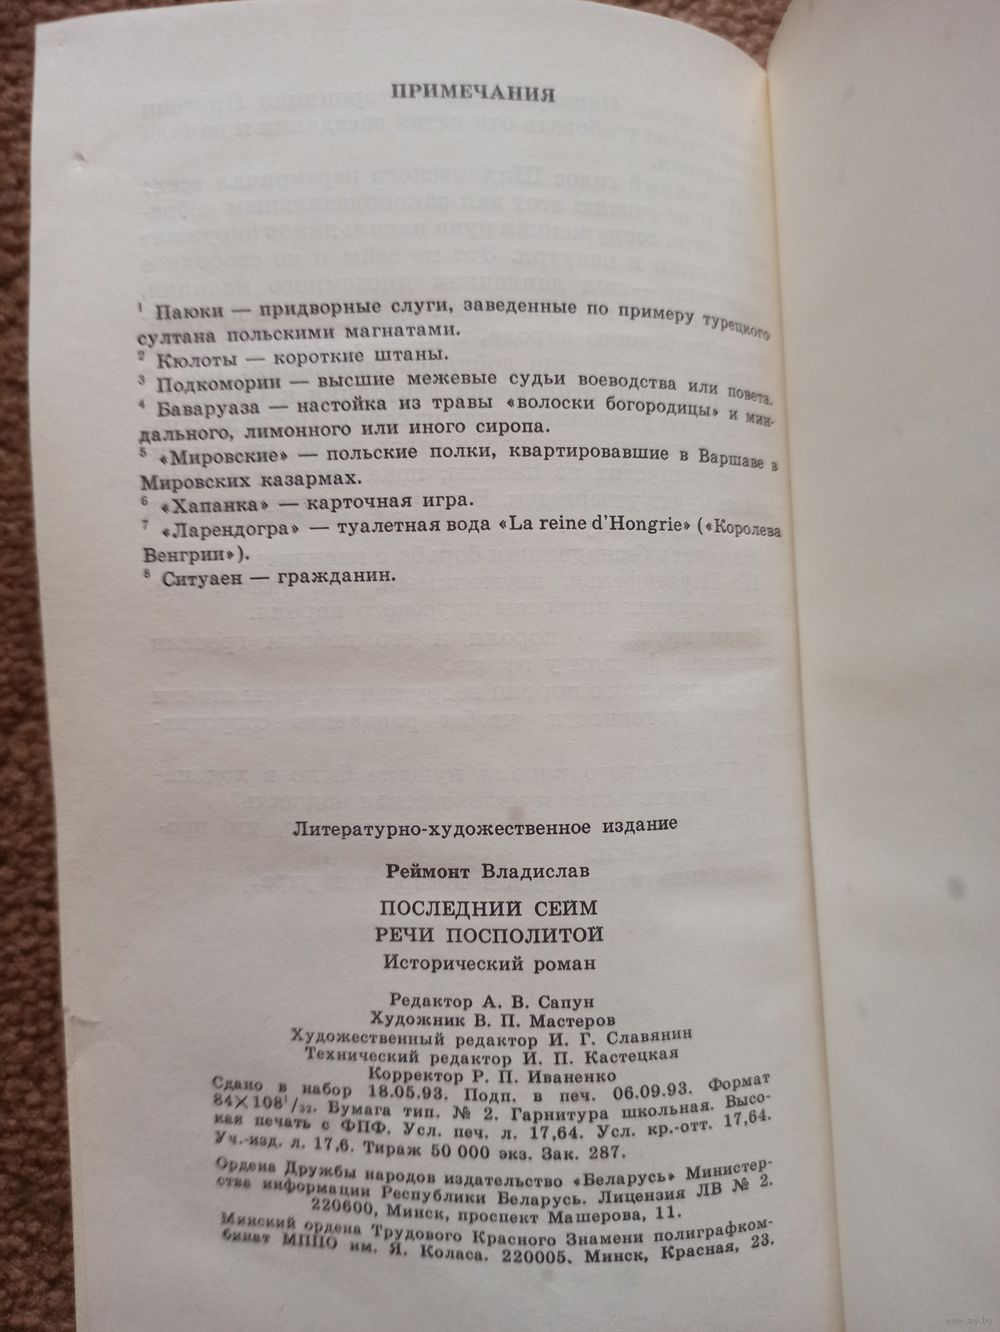 ПРИМЕЧАНИЯ
¹ Паюки — придворные слуги, заведенные по примеру турецкого
султана польскими магнатами.
² Кюлоты — короткие штаны.
³ Подкомории — высшие межевые судьи воеводства или повета.
⁴ Баваруаза — настойка из травы «волоски богородицы» и мин-
дального, лимонного или иного сиропа.
⁵ «Мировские» — польские полки, квартировавшие в Варшаве в
Мировских казармах.
⁶ «Хапанка» — карточная игра.
⁷ «Ларендогра» — туалетная вода «La reine d'Hongrie» («Королева
Венгрии»).
⁸ Ситуаен — гражданин.
Литературно-художественное издание
Реймонт Владислав
ПОСЛЕДНИЙ СЕЙМ
РЕЧИ ПОСПОЛИТОЙ
Исторический роман
Редактор А. В. Сапун
Художник В. П. Мастеров
Художественный редактор И. Г. Славянин
Технический редактор И. П. Кастецкая
Корректор Р. П. Иваненко
Сдано в набор 18.05.93. Подп. в печ. 06.09.93. Формат
84×108¹/₃₂. Бумага тип. № 2. Гарнитура школьная. Высо-
кая печать с ФПФ. Усл. печ. л. 17,64. Усл. кр.-отт. 17,64.
Уч.-изд. л. 17,6. Тираж 50 000 экз. Зак. 287.
Ордена Дружбы народов издательство «Беларусь» Министер-
ства информации Республики Беларусь. Лицензия ЛВ № 2.
220600, Минск, проспект Машерова, 11.
Минский ордена Трудового Красного Знамени полиграфком-
бинат МППО им. Я. Коласа. 220005. Минск, Красная, 23.
www.ay.by